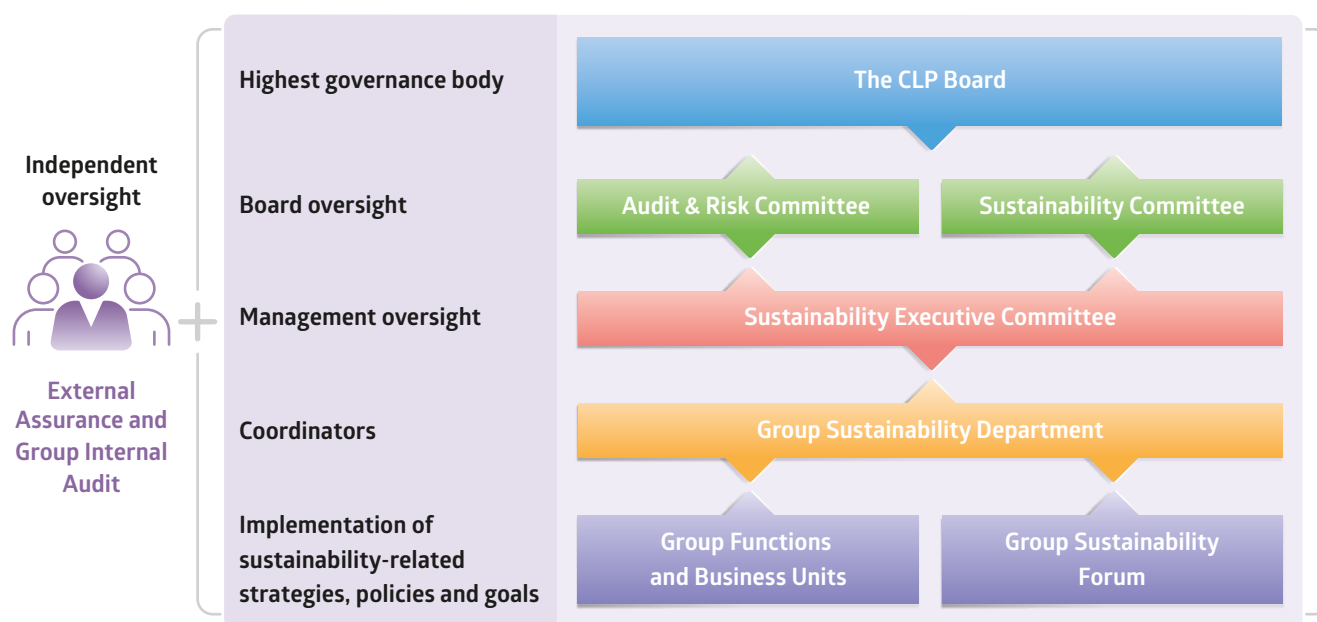 Independent
oversight
External
Assurance and
Group Internal
Audit
Highest governance body
The CLP Board
Board oversight
Audit & Risk Committee
Sustainability Committee
Management oversight
Sustainability Executive Committee
Coordinators
Group Sustainability Department
Implementation of
sustainability-related
strategies, policies and goals
Group Functions
and Business Units
Group Sustainability
Forum